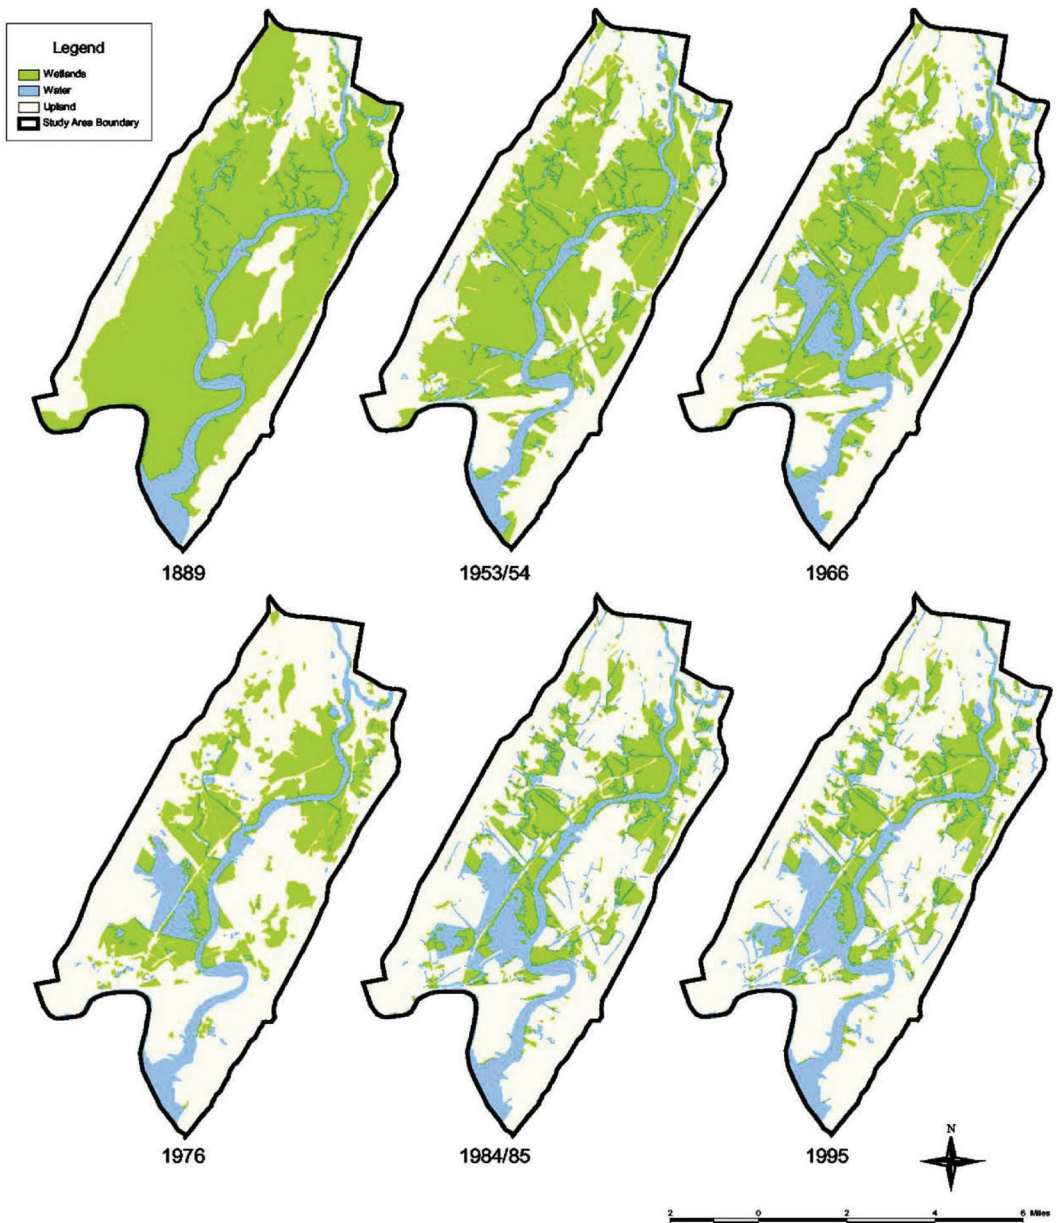 Legend
Wetlands
Water
Upland
Study Area Boundary
1889
1953/54
1966
1976
1984/85
1995
N
2 0 2 4 6 Miles